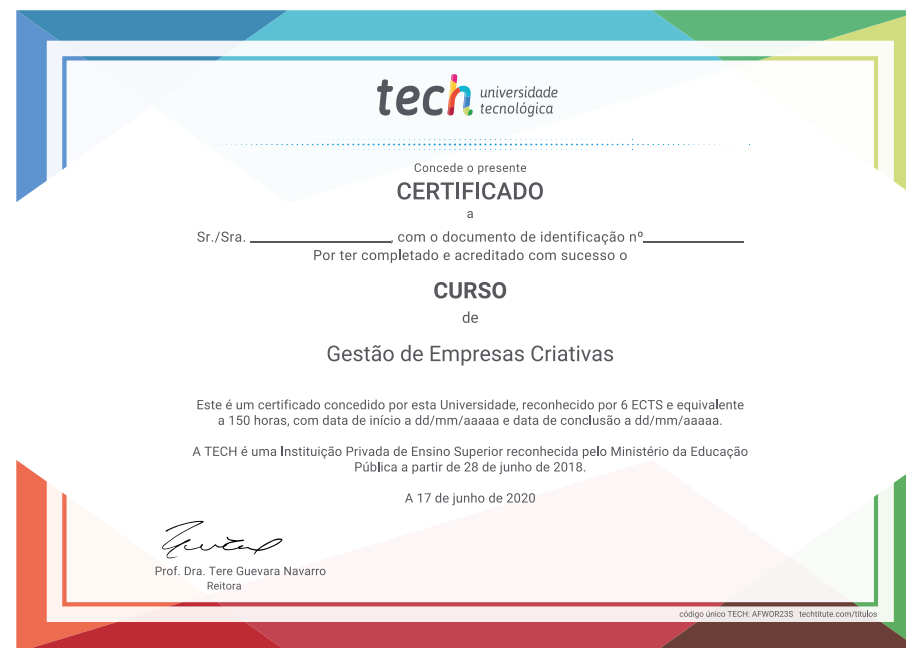 tech universidade
tecnológica
Concede o presente
CERTIFICADO
a
Sr./Sra. ________________, com o documento de identificação nº____________
Por ter completado e acreditado com sucesso o
CURSO
de
Gestão de Empresas Criativas
Este é um certificado concedido por esta Universidade, reconhecido por 6 ECTS e equivalente
a 150 horas, com data de início a dd/mm/aaaaa e data de conclusão a dd/mm/aaaaa.
A TECH é uma Instituição Privada de Ensino Superior reconhecida pelo Ministério da Educação
Pública a partir de 28 de junho de 2018.
A 17 de junho de 2020
Prof. Dra. Tere Guevara Navarro
Reitora
código único TECH: AFWOR23S techtitute.com/titulos